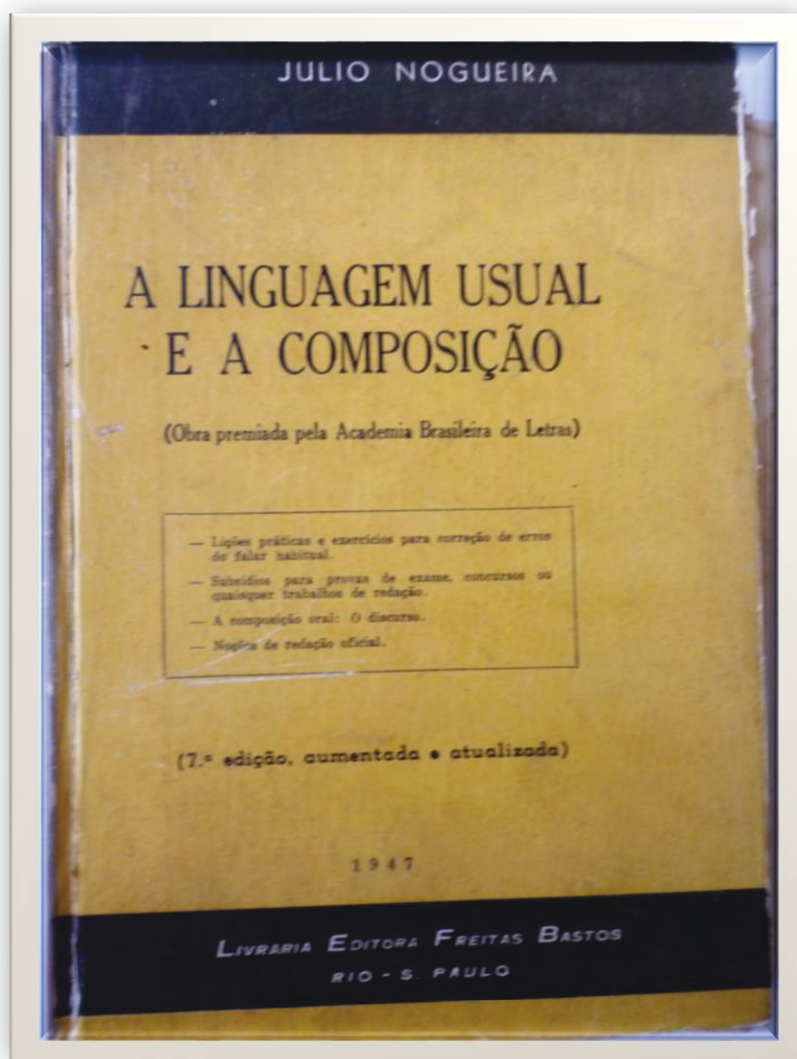 JULIO NOGUEIRA
A LINGUAGEM USUAL
E A COMPOSIÇÃO
(Obra premiada pela Academia Brasileira de Letras)
— Lições práticas e exercícios para correção de erros
do falar habitual.
— Subsídios para provas de exame, concursos ou
quaisquer trabalhos de redação.
— A composição oral: O discurso.
— Noções de redação oficial.
(7.ª edição, aumentada e atualizada)
1947
LIVRARIA EDITORA FREITAS BASTOS
RIO - S. PAULO